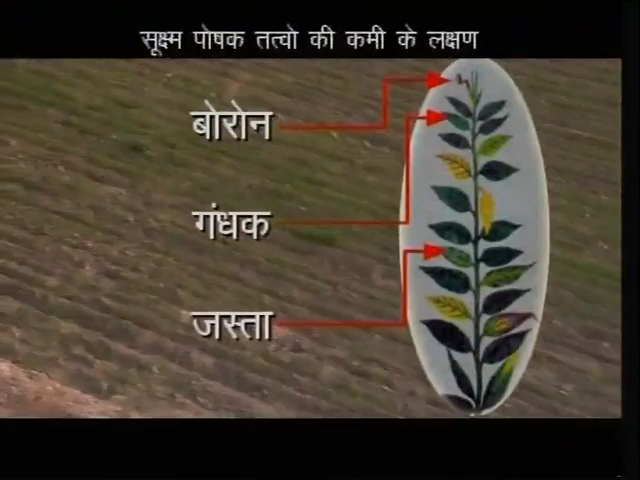 सूक्ष्म पोषक तत्वो की कमी के लक्षण
बोरोन
गंधक
जस्ता